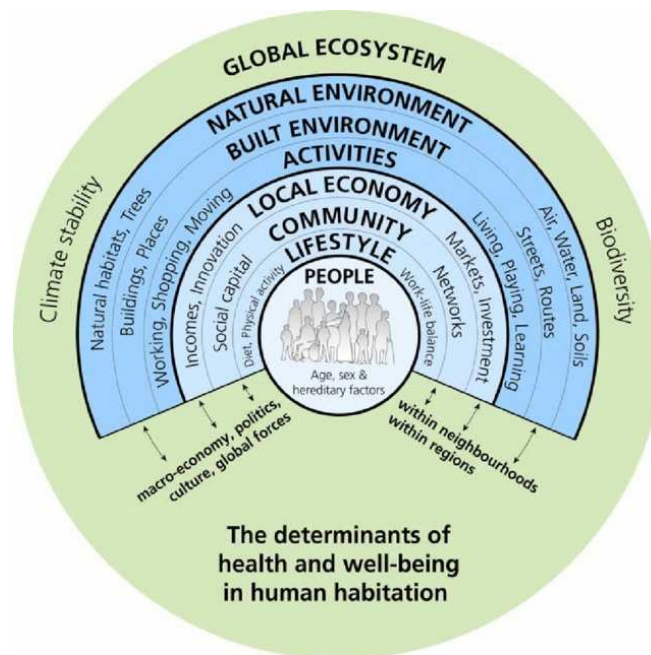 GLOBAL ECOSYSTEM
NATURAL ENVIRONMENT
BUILT ENVIRONMENT
ACTIVITIES
LOCAL ECONOMY
COMMUNITY
LIFESTYLE
PEOPLE
Age, sex &
hereditary factors
Climate stability
Natural habitats, Trees
Buildings, Places
Working, Shopping, Moving
Incomes, Innovation
Social capital
Diet, Physical activity
Work-life balance
Networks
Markets, Investment
Living, Playing, Learning
Streets, Routes
Air, Water, Land, Soils
Biodiversity
macro-economy, politics,
culture, global forces
within neighbourhoods
within regions
The determinants of
health and well-being
in human habitation